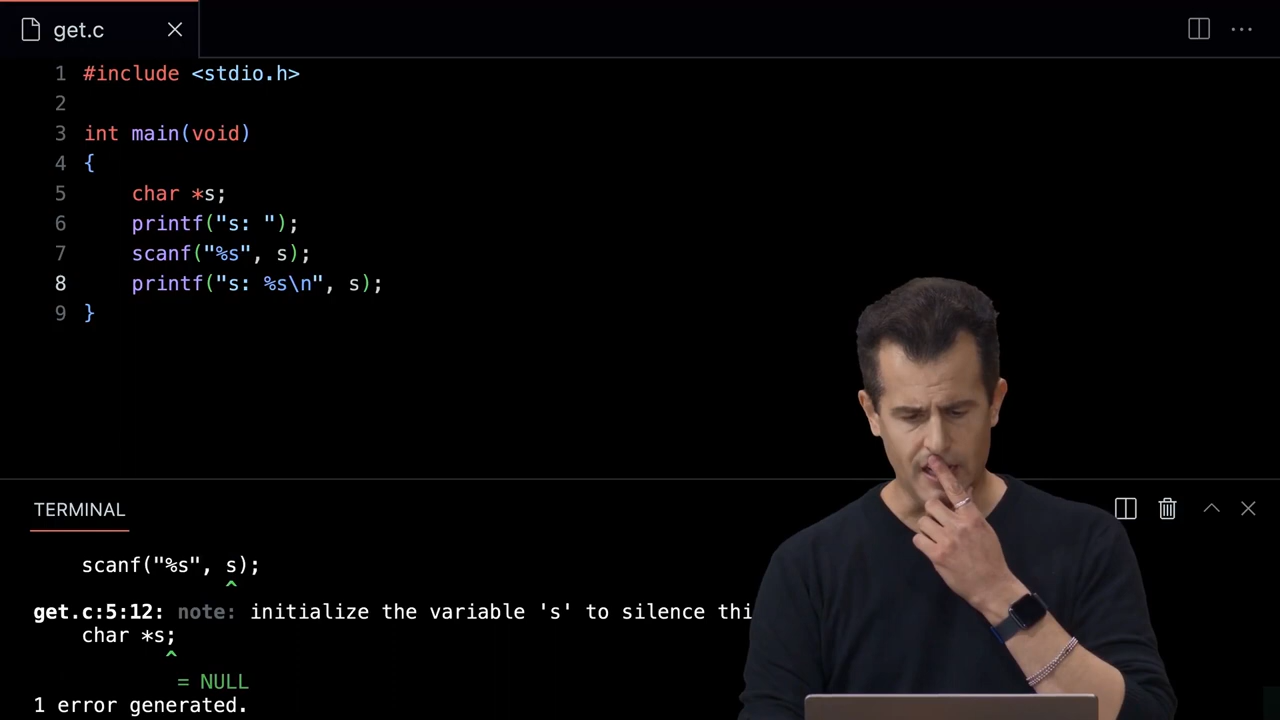 get.c
1 #include <stdio.h>
2
3 int main(void)
4 {
5 char *s;
6 printf("s: ");
7 scanf("%s", s);
8 printf("s: %s\n", s);
9 }
TERMINAL
scanf("%s", s);
^
get.c:5:12: note: initialize the variable 's' to silence thi
char *s;
^
= NULL
1 error generated.